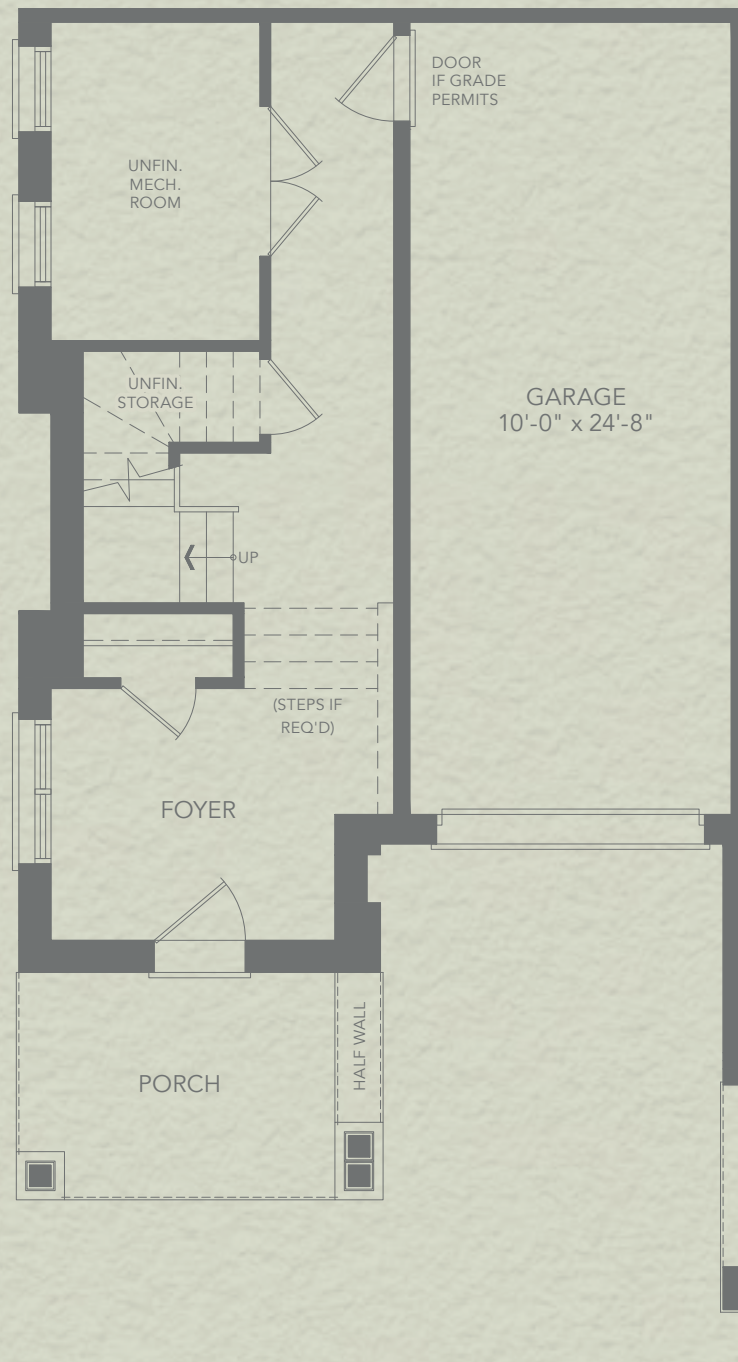 DOOR
IF GRADE
PERMITS
UNFIN.
MECH.
ROOM
UNFIN.
STORAGE
GARAGE
10'-0" x 24'-8"
UP
(STEPS IF
REQ'D)
FOYER
HALF WALL
PORCH